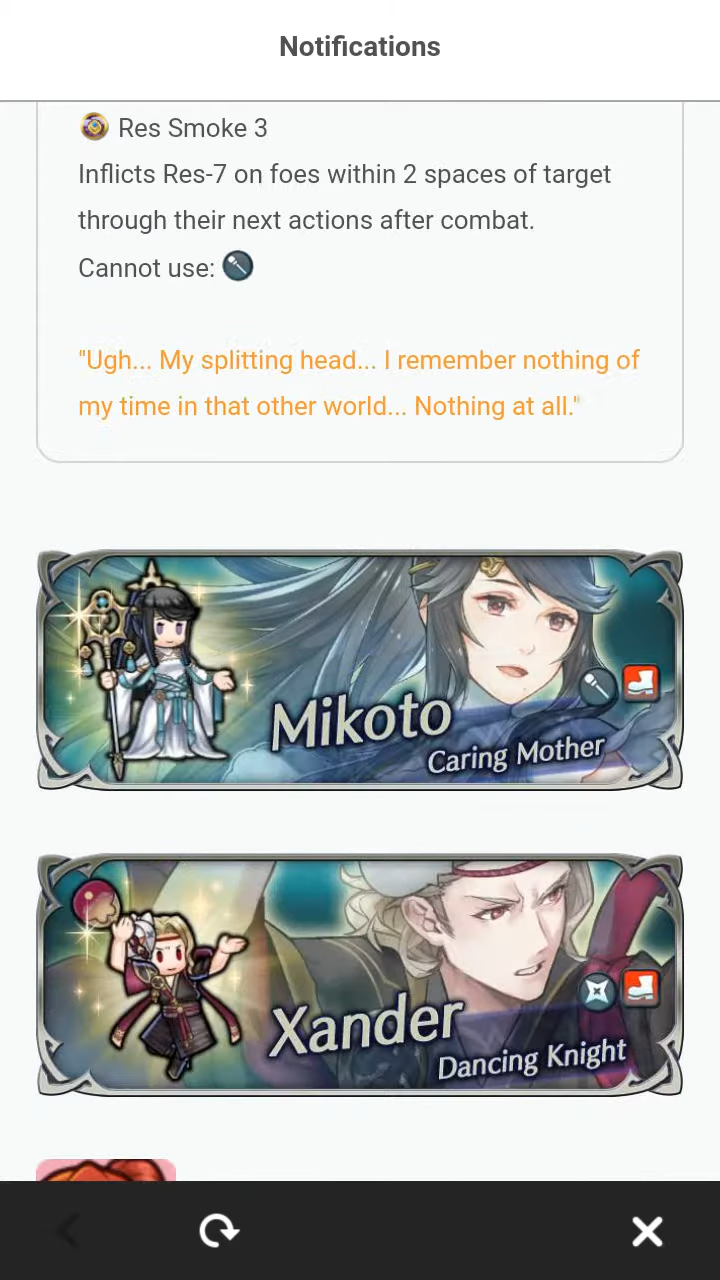 Notifications
Res Smoke 3
Inflicts Res-7 on foes within 2 spaces of target
through their next actions after combat.
Cannot use:
"Ugh... My splitting head... I remember nothing of
my time in that other world... Nothing at all."
Mikoto
Caring Mother
Xander
Dancing Knight